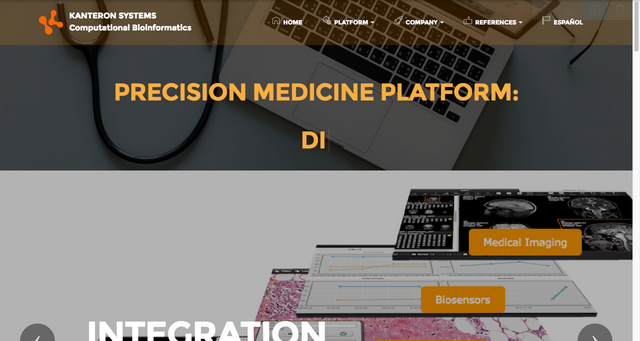 KANTERON SYSTEMS
Computational Bioinformatics
HOME
PLATFORM
COMPANY
REFERENCES
ESPAÑOL
PRECISION MEDICINE PLATFORM:
DI
Medical Imaging
Biosensors
INTEGRATION